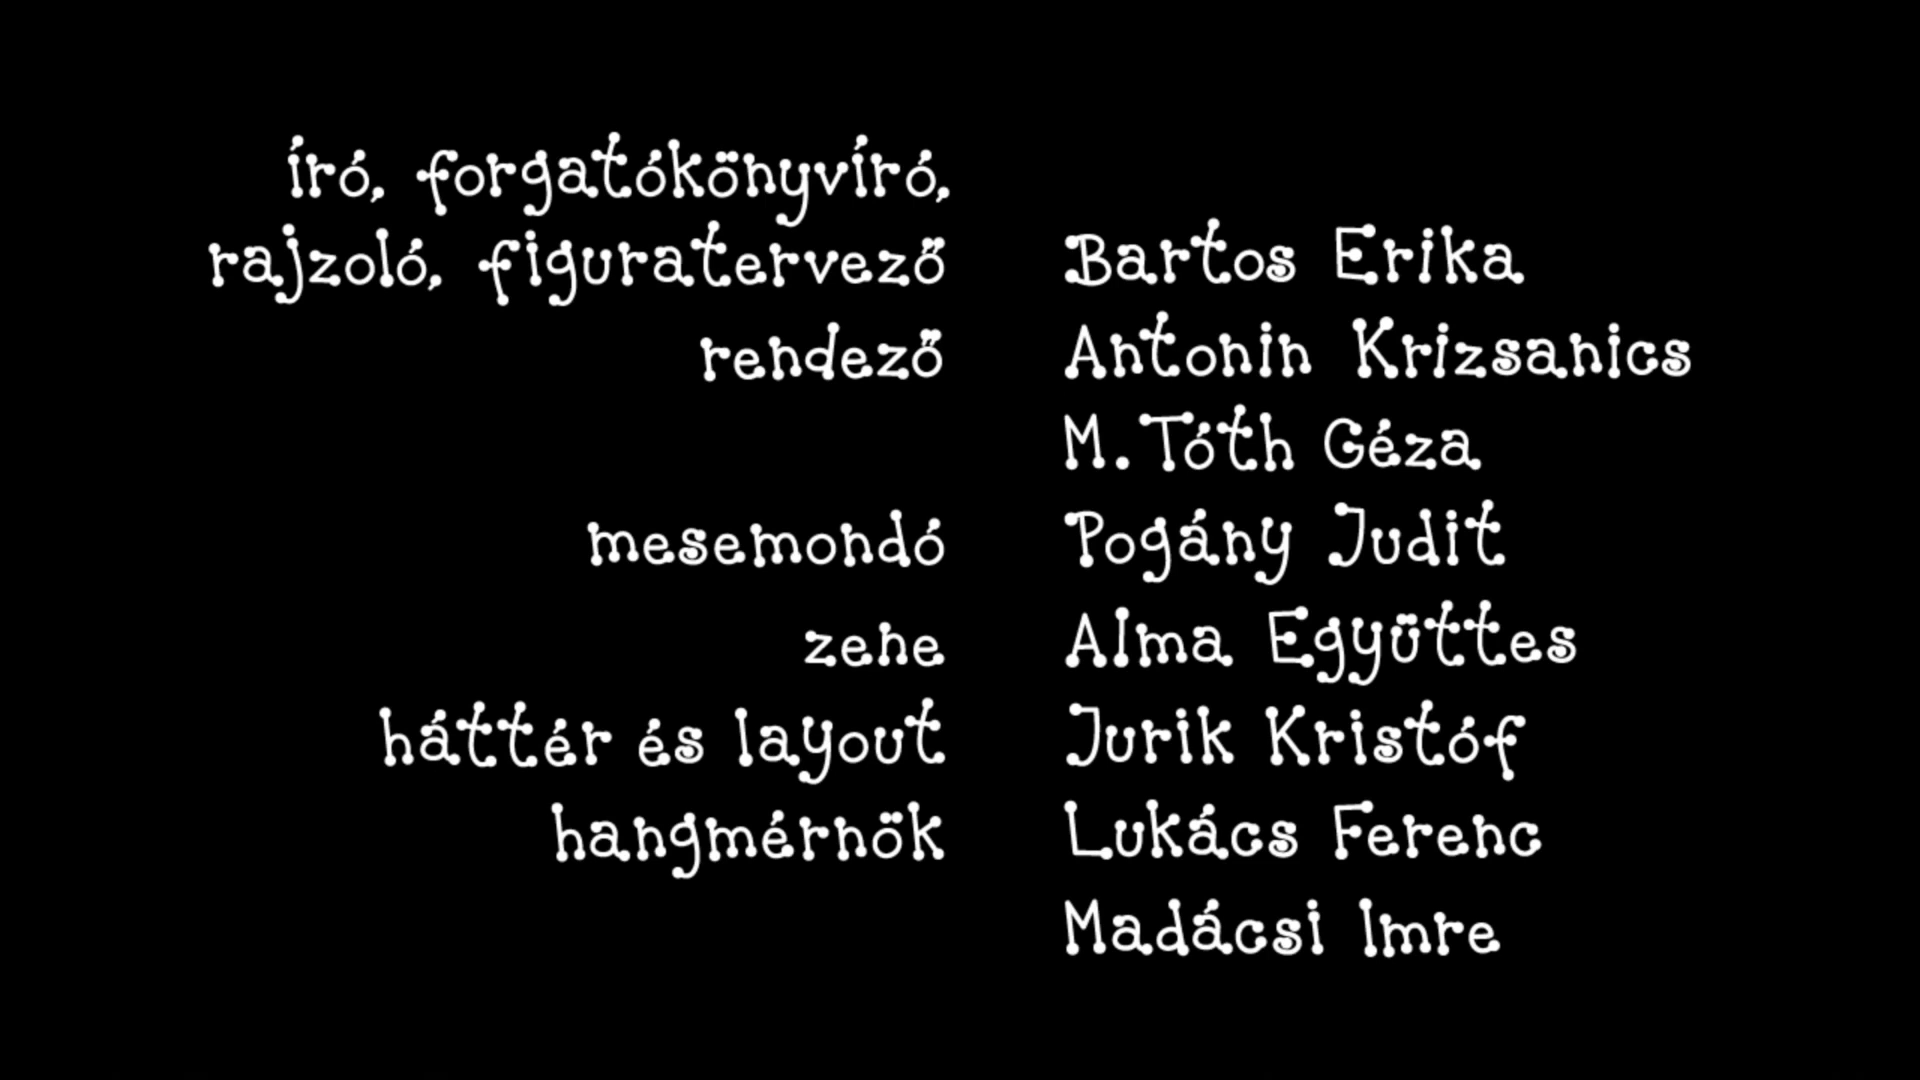 író, forgatókönyvíró,
rajzoló, figuratervező Bartos Erika
rendező Antonin Krizsanics
M. Tóth Géza
mesemondó Pogány Judit
zene Alma Együttes
háttér és layout Jurik Kristóf
hangmérnök Lukács Ferenc
Madácsi Imre